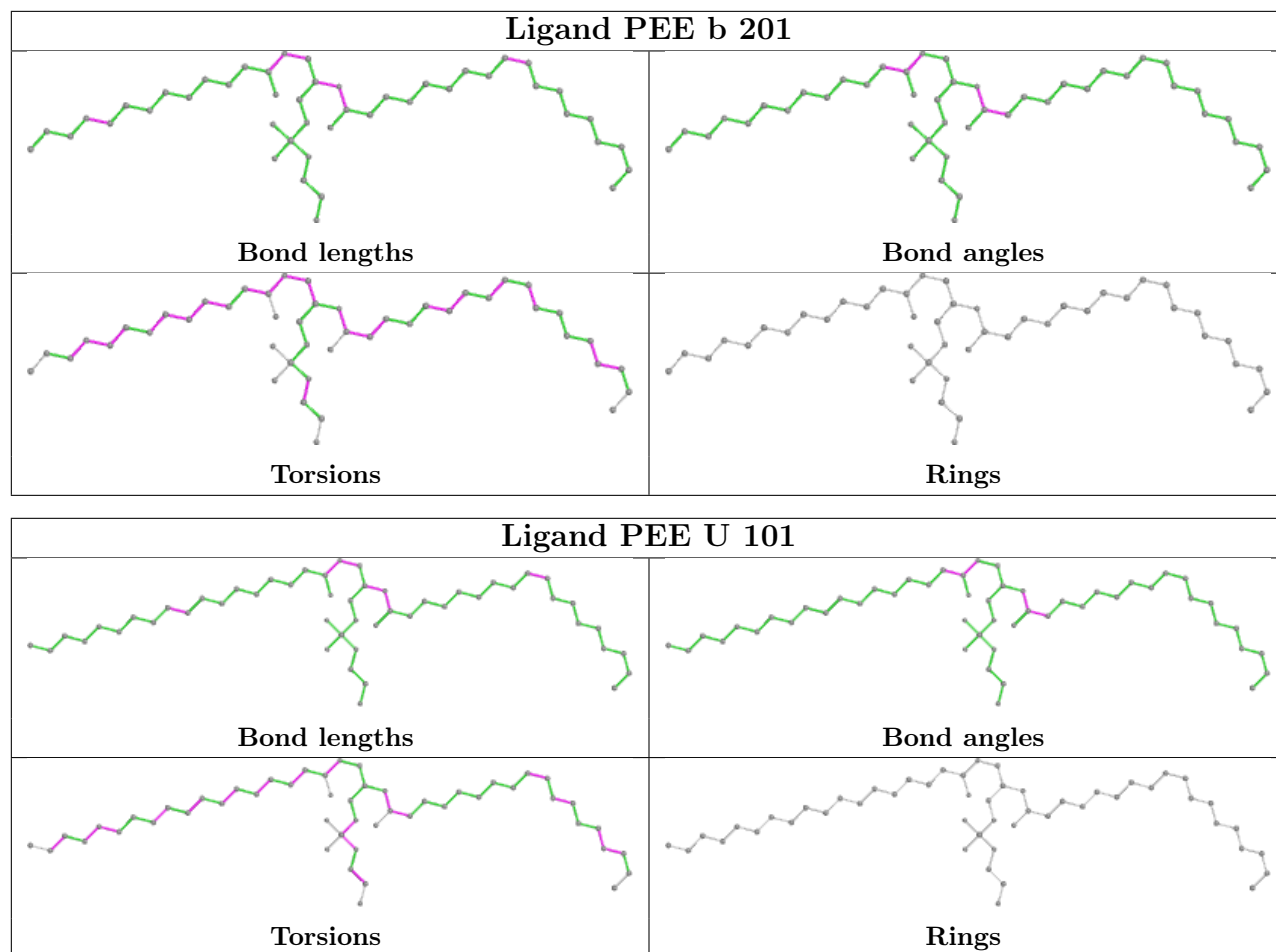 Ligand PEE b 201
Bond lengths
Bond angles
Torsions
Rings
Ligand PEE U 101
Bond lengths
Bond angles
Torsions
Rings